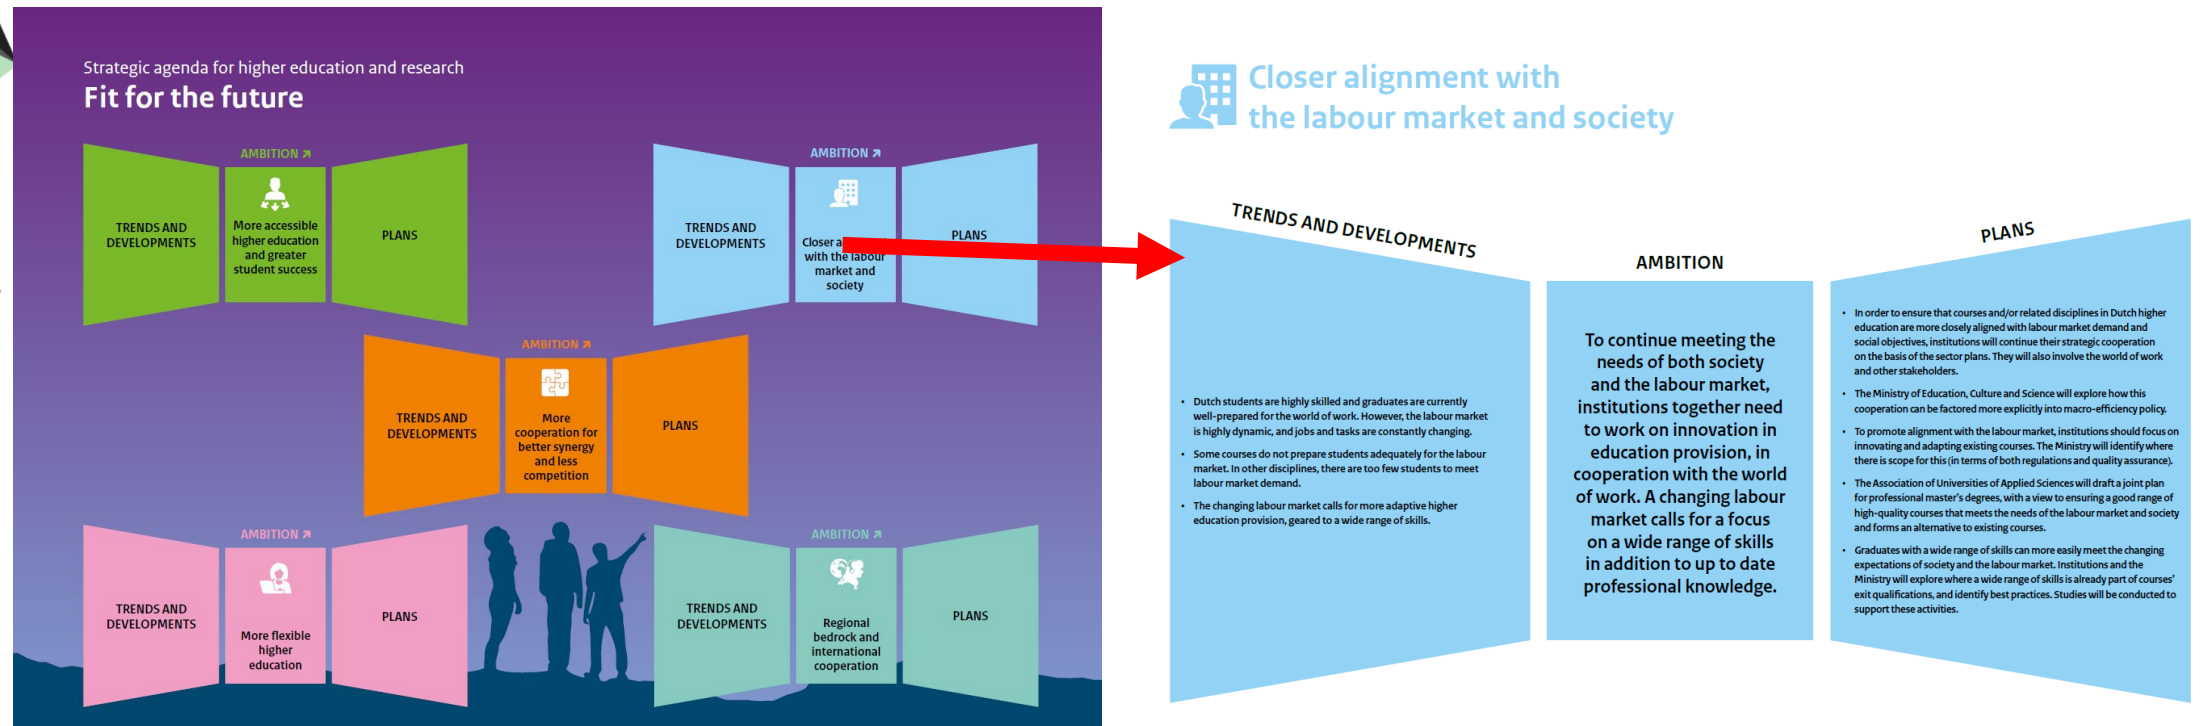 Strategic agenda for higher education and research
Fit for the future
AMBITION
TRENDS AND
DEVELOPMENTS
More accessible
higher education
and greater
student success
PLANS
AMBITION
TRENDS AND
DEVELOPMENTS
Closer a
with the labour
market and
society
PLANS
AMBITION
TRENDS AND
DEVELOPMENTS
More
cooperation for
better synergy
and less
competition
PLANS
AMBITION
TRENDS AND
DEVELOPMENTS
More flexible
higher
education
PLANS
AMBITION
TRENDS AND
DEVELOPMENTS
Regional
bedrock and
international
cooperation
PLANS
Closer alignment with
the labour market and society
TRENDS AND DEVELOPMENTS
• Dutch students are highly skilled and graduates are currently
well-prepared for the world of work. However, the labour market
is highly dynamic, and jobs and tasks are constantly changing.
• Some courses do not prepare students adequately for the labour
market. In other disciplines, there are too few students to meet
labour market demand.
• The changing labour market calls for more adaptive higher
education provision, geared to a wide range of skills.
AMBITION
To continue meeting the
needs of both society
and the labour market,
institutions together need
to work on innovation in
education provision, in
cooperation with the world
of work. A changing labour
market calls for a focus
on a wide range of skills
in addition to up to date
professional knowledge.
PLANS
• In order to ensure that courses and/or related disciplines in Dutch higher
education are more closely aligned with labour market demand and
social objectives, institutions will continue their strategic cooperation
on the basis of the sector plans. They will also involve the world of work
and other stakeholders.
• The Ministry of Education, Culture and Science will explore how this
cooperation can be factored more explicitly into macro-efficiency policy.
• To promote alignment with the labour market, institutions should focus on
innovating and adapting existing courses. The Ministry will identify where
there is scope for this (in terms of both regulations and quality assurance).
• The Association of Universities of Applied Sciences will draft a joint plan
for professional master's degrees, with a view to ensuring a good range of
high-quality courses that meets the needs of the labour market and society
and forms an alternative to existing courses.
• Graduates with a wide range of skills can more easily meet the changing
expectations of society and the labour market. Institutions and the
Ministry will explore where a wide range of skills is already part of courses'
exit qualifications, and identify best practices. Studies will be conducted to
support these activities.